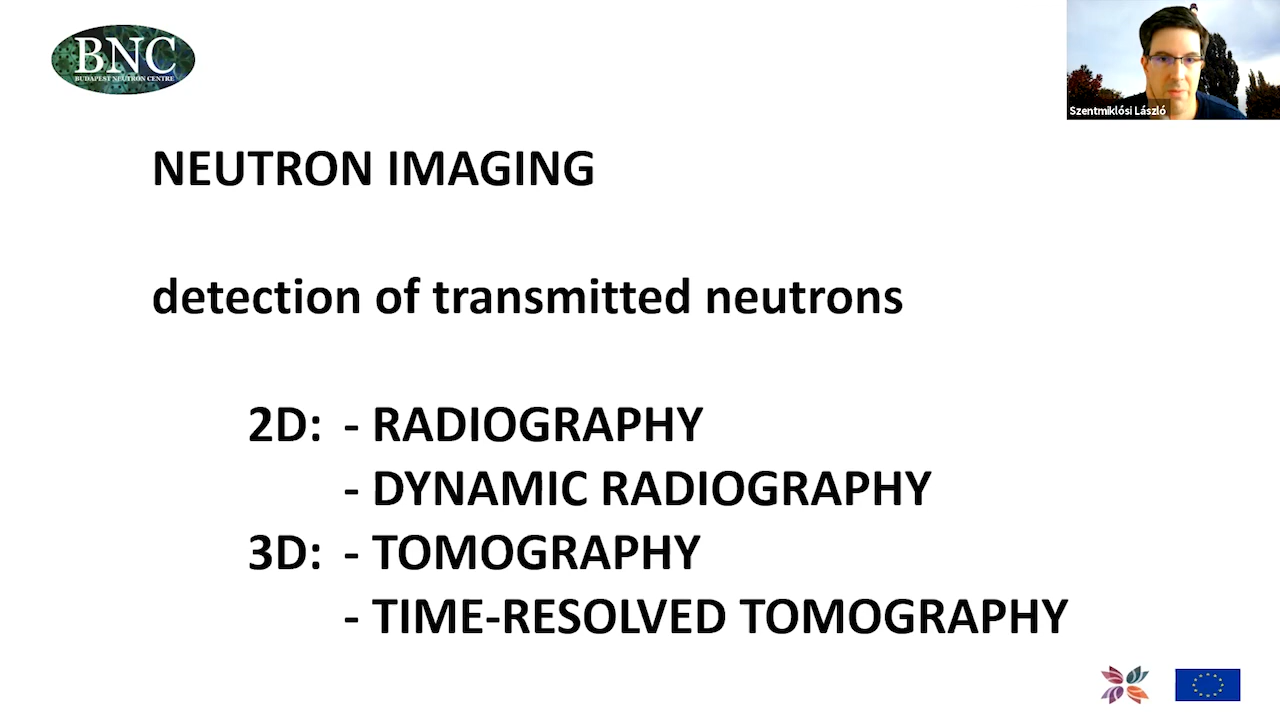 BNC
BUDAPEST NEUTRON CENTRE
Szentmiklósi László
NEUTRON IMAGING
detection of transmitted neutrons
2D: - RADIOGRAPHY
- DYNAMIC RADIOGRAPHY
3D: - TOMOGRAPHY
- TIME-RESOLVED TOMOGRAPHY